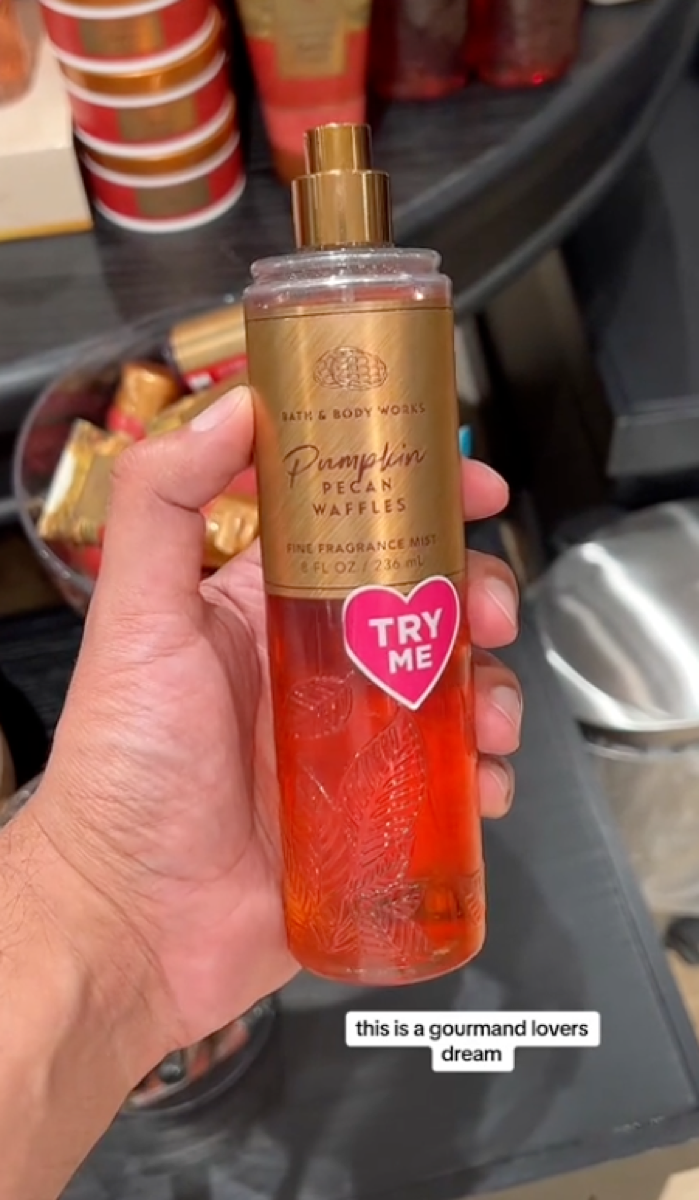 BATH & BODY WORKS
Pumpkin
PECAN
WAFFLES
FINE FRAGRANCE MIST
8 FL OZ / 236 mL
TRY
ME
this is a gourmand lovers
dream